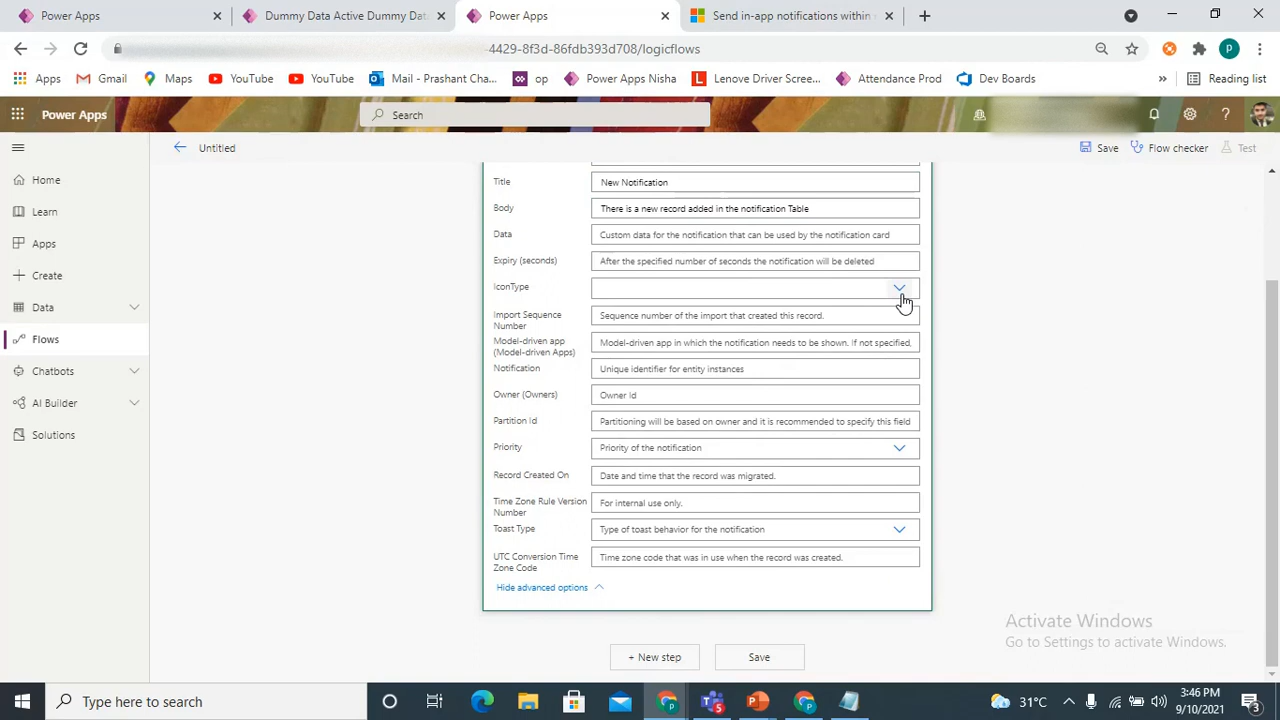 Power Apps
Dummy Data Active Dummy Dat
Power Apps
Send in-app notifications within
-4429-8f3d-86fdb393d708/logicflows
Apps
Gmail
Maps
YouTube
YouTube
Mail - Prashant Cha...
op
Power Apps Nisha
Lenove Driver Scree...
Attendance Prod
Dev Boards
Reading list
Power Apps
Search
Untitled
Save
Flow checker
Test
Home
Learn
Apps
Create
Data
Flows
Chatbots
AI Builder
Solutions
Title
New Notification
Body
There is a new record added in the notification Table
Data
Custom data for the notification that can be used by the notification card
Expiry (seconds)
After the specified number of seconds the notification will be deleted
IconType
Import Sequence
Number
Sequence number of the import that created this record.
Model-driven app
(Model-driven Apps)
Model-driven app in which the notification needs to be shown. If not specified,
Notification
Unique identifier for entity instances
Owner (Owners)
Owner Id
Partition Id
Partitioning will be based on owner and it is recommended to specify this field
Priority
Priority of the notification
Record Created On
Date and time that the record was migrated.
Time Zone Rule Version
Number
For internal use only.
Toast Type
Type of toast behavior for the notification
UTC Conversion Time
Zone Code
Time zone code that was in use when the record was created.
Hide advanced options
+ New step
Save
Activate Windows
Go to Settings to activate Windows.
Type here to search
31°C
3:46 PM
9/10/2021
3